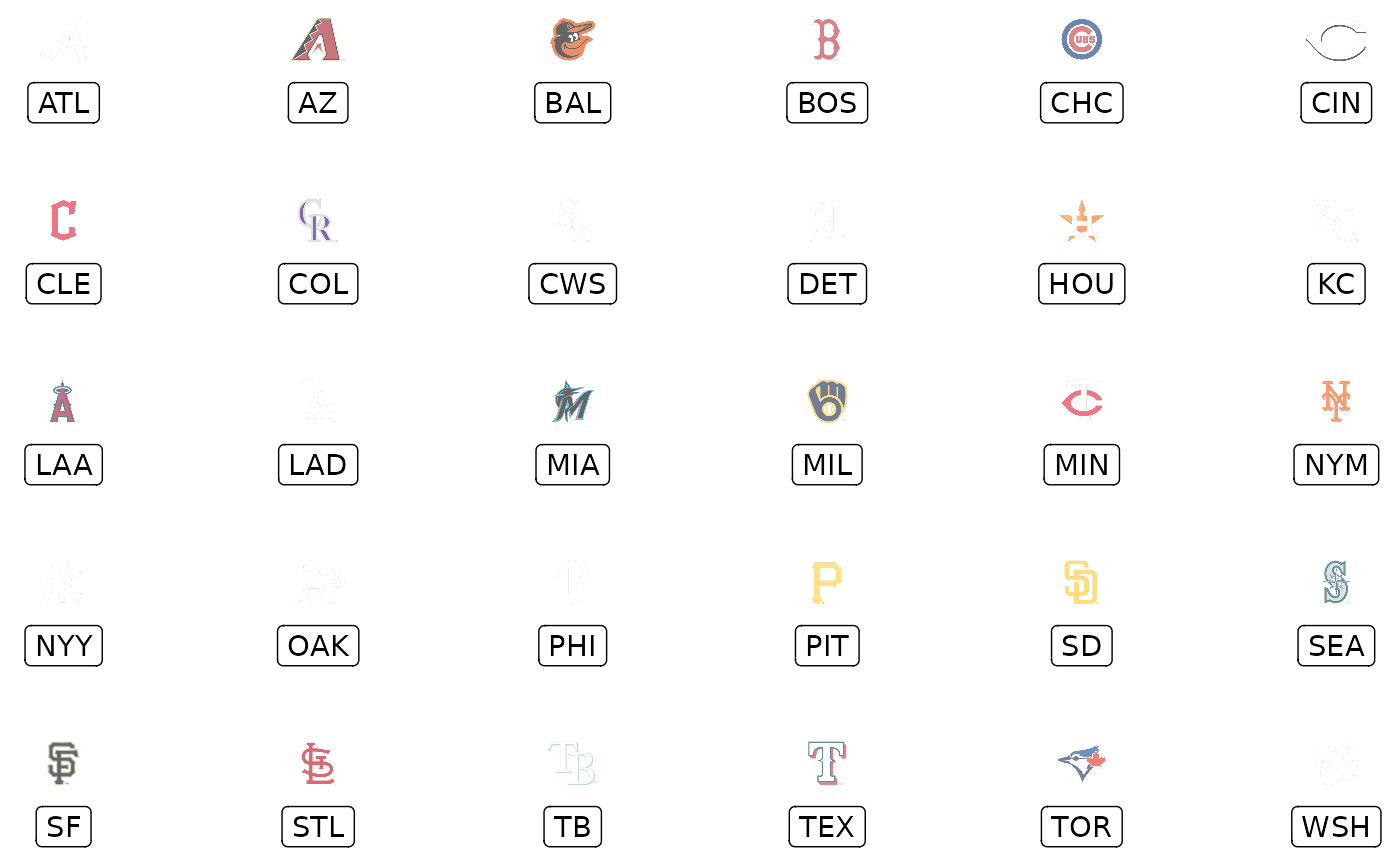 ATL AZ BAL BOS CHC CIN
CLE COL CWS DET HOU KC
LAA LAD MIA MIL MIN NYM
NYY OAK PHI PIT SD SEA
SF STL TB TEX TOR WSH